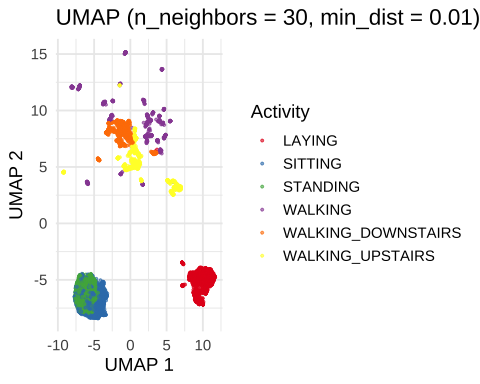 UMAP (n_neighbors = 30, min_dist = 0.01)
15
10
5
0
-5
UMAP 2
-10 -5 0 5 10
UMAP 1
Activity
LAYING
SITTING
STANDING
WALKING
WALKING_DOWNSTAIRS
WALKING_UPSTAIRS